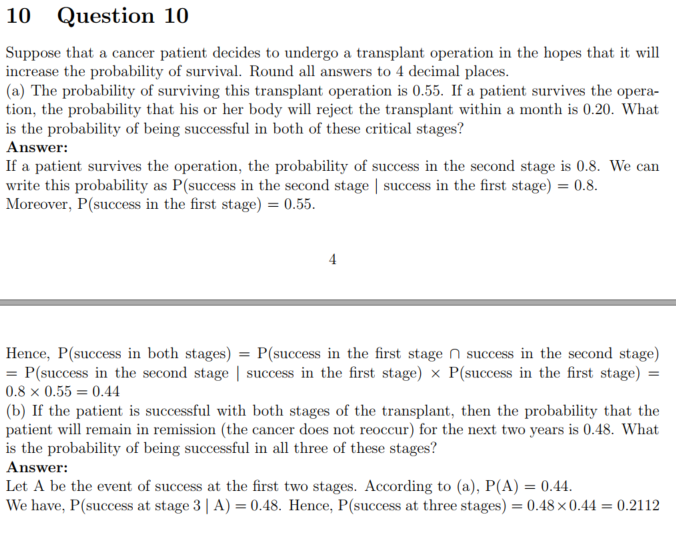 10 Question 10
Suppose that a cancer patient decides to undergo a transplant operation in the hopes that it will
increase the probability of survival. Round all answers to 4 decimal places.
(a) The probability of surviving this transplant operation is 0.55. If a patient survives the opera-
tion, the probability that his or her body will reject the transplant within a month is 0.20. What
is the probability of being successful in both of these critical stages?
Answer:
If a patient survives the operation, the probability of success in the second stage is 0.8. We can
write this probability as P(success in the second stage | success in the first stage) = 0.8.
Moreover, P(success in the first stage) = 0.55.
4
Hence, P(success in both stages) = P(success in the first stage ∩ success in the second stage)
= P(success in the second stage | success in the first stage) × P(success in the first stage) =
0.8 × 0.55 = 0.44
(b) If the patient is successful with both stages of the transplant, then the probability that the
patient will remain in remission (the cancer does not reoccur) for the next two years is 0.48. What
is the probability of being successful in all three of these stages?
Answer:
Let A be the event of success at the first two stages. According to (a), P(A) = 0.44.
We have, P(success at stage 3 | A) = 0.48. Hence, P(success at three stages) = 0.48 × 0.44 = 0.2112